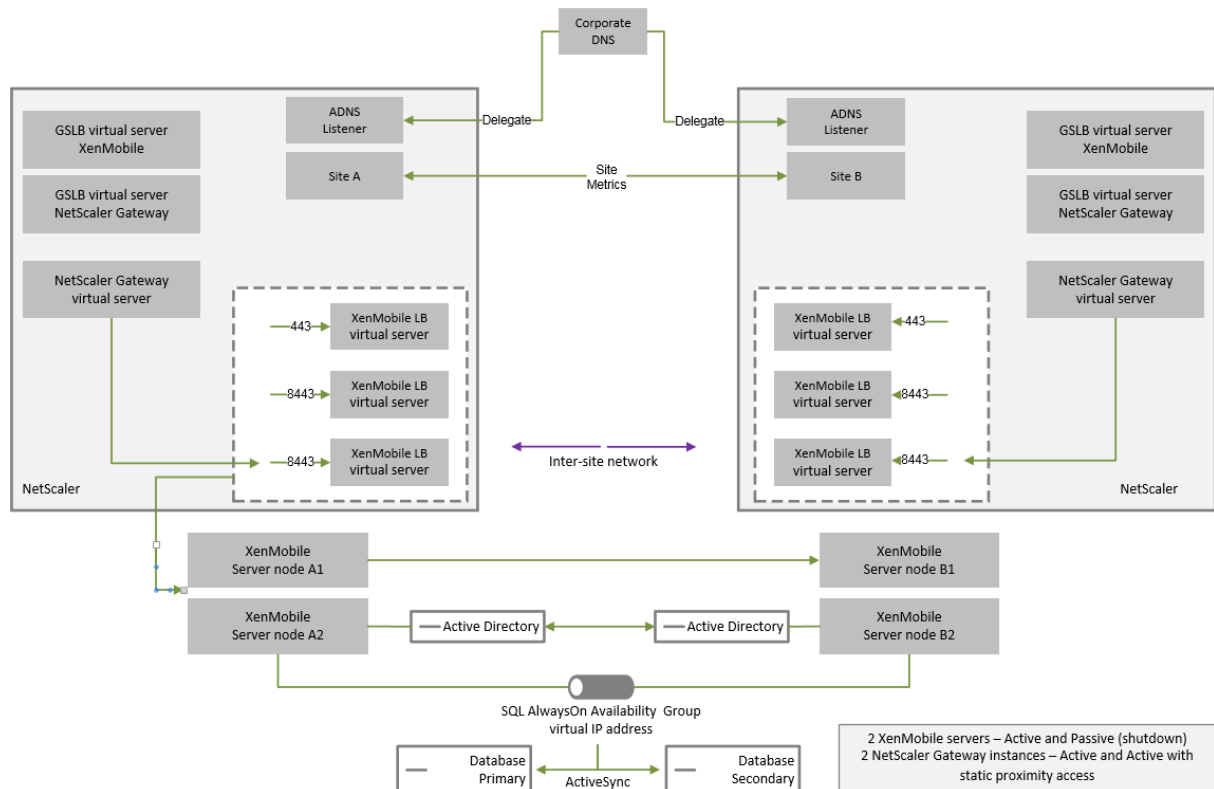 Corporate
DNS
ADNS
Listener
Delegate
Delegate
ADNS
Listener
GSLB virtual server
XenMobile
GSLB virtual server
XenMobile
Site A
Site
Metrics
Site B
GSLB virtual server
NetScaler Gateway
GSLB virtual server
NetScaler Gateway
NetScaler Gateway
virtual server
NetScaler Gateway
virtual server
443
XenMobile LB
virtual server
XenMobile LB
virtual server
443
8443
XenMobile LB
virtual server
XenMobile LB
virtual server
8443
8443
XenMobile LB
virtual server
XenMobile LB
virtual server
8443
Inter-site network
NetScaler
NetScaler
XenMobile
Server node A1
XenMobile
Server node B1
XenMobile
Server node A2
Active Directory
Active Directory
XenMobile
Server node B2
SQL AlwaysOn Availability Group
virtual IP address
Database
Primary
ActiveSync
Database
Secondary
2 XenMobile servers – Active and Passive (shutdown)
2 NetScaler Gateway instances – Active and Active with
static proximity access